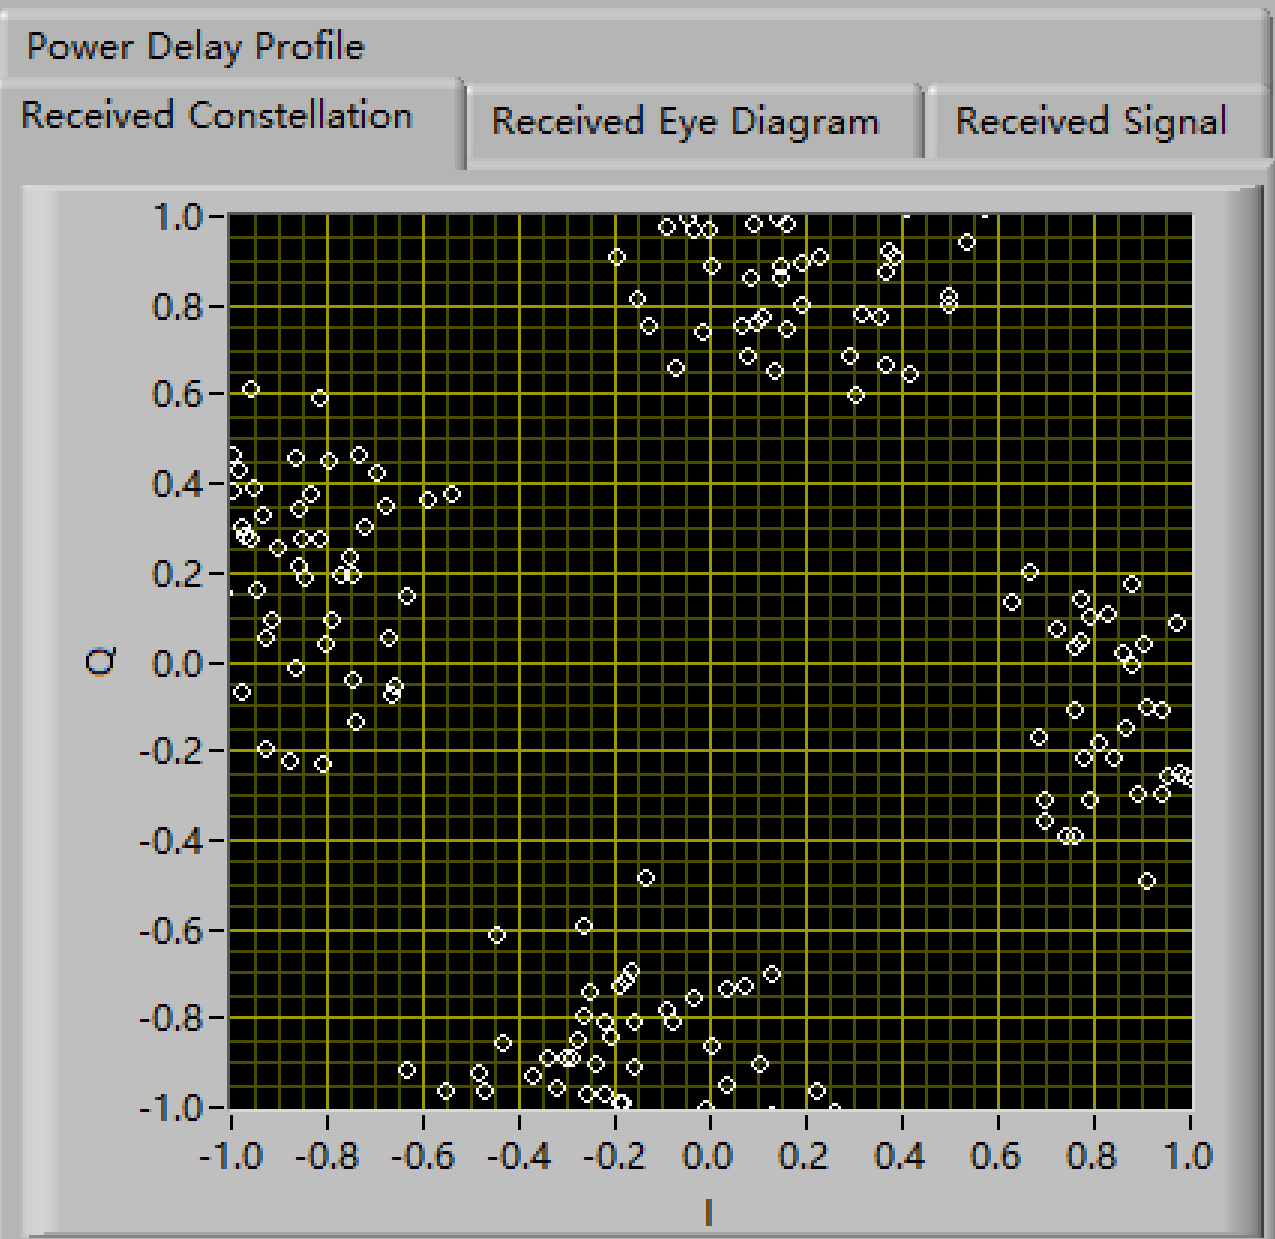 Power Delay Profile
Received Constellation
Received Eye Diagram
Received Signal
1.0
0.8
0.6
0.4
0.2
0.0
-0.2
-0.4
-0.6
-0.8
-1.0
Q
-1.0 -0.8 -0.6 -0.4 -0.2 0.0 0.2 0.4 0.6 0.8 1.0
I